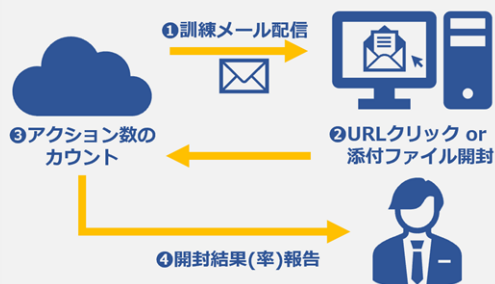 ❶訓練メール配信
❷URLクリック or
添付ファイル開封
❸アクション数の
カウント
❹開封結果(率)報告